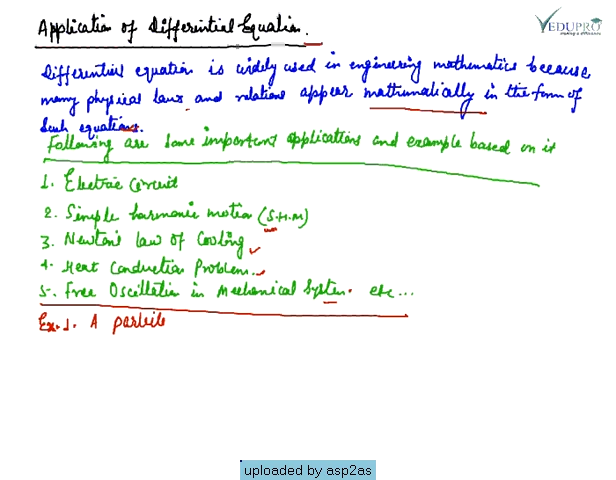 Application of Differential Equation.
VEDUPRO
making a difference
Differential equation is widely used in engineering mathematics because
many physical laws and relations appear mathematically in the form of
such equations.
Following are some important applications and example based on it
1. Electric circuit
2. Simple harmonic motion (S.H.M)
3. Newton's law of Cooling
4. Heat Conduction Problem.
5. Free Oscillation in Mechanical System. etc...
Ex. 1. A particle
uploaded by asp2as